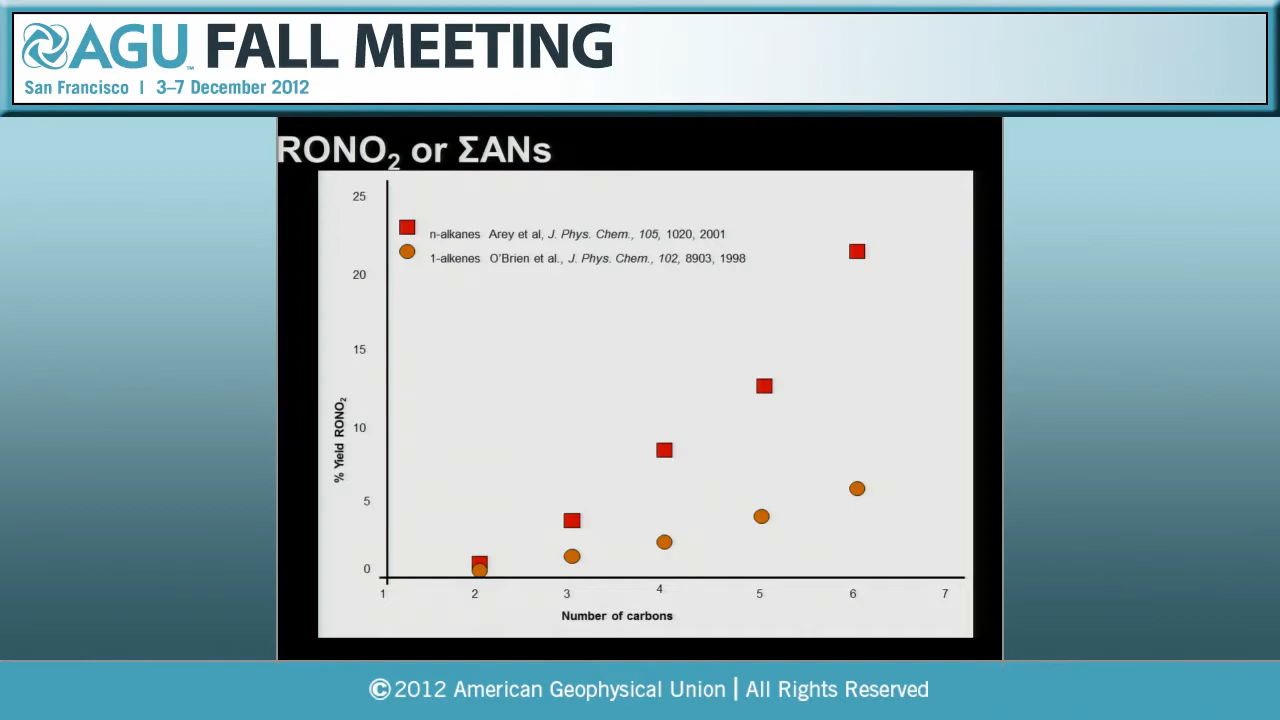 AGU™ FALL MEETING
San Francisco | 3–7 December 2012
RONO₂ or ΣANs
25
n-alkanes Arey et al, J. Phys. Chem., 105, 1020, 2001
1-alkenes O'Brien et al., J. Phys. Chem., 102, 8903, 1998
20
15
10
5
0
% Yield RONO₂
1 2 3 4 5 6 7
Number of carbons
©2012 American Geophysical Union | All Rights Reserved